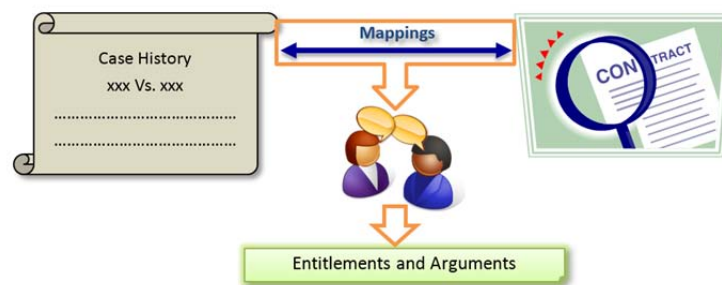 Case History
xxx Vs. xxx
Mappings
CONTRACT
Entitlements and Arguments